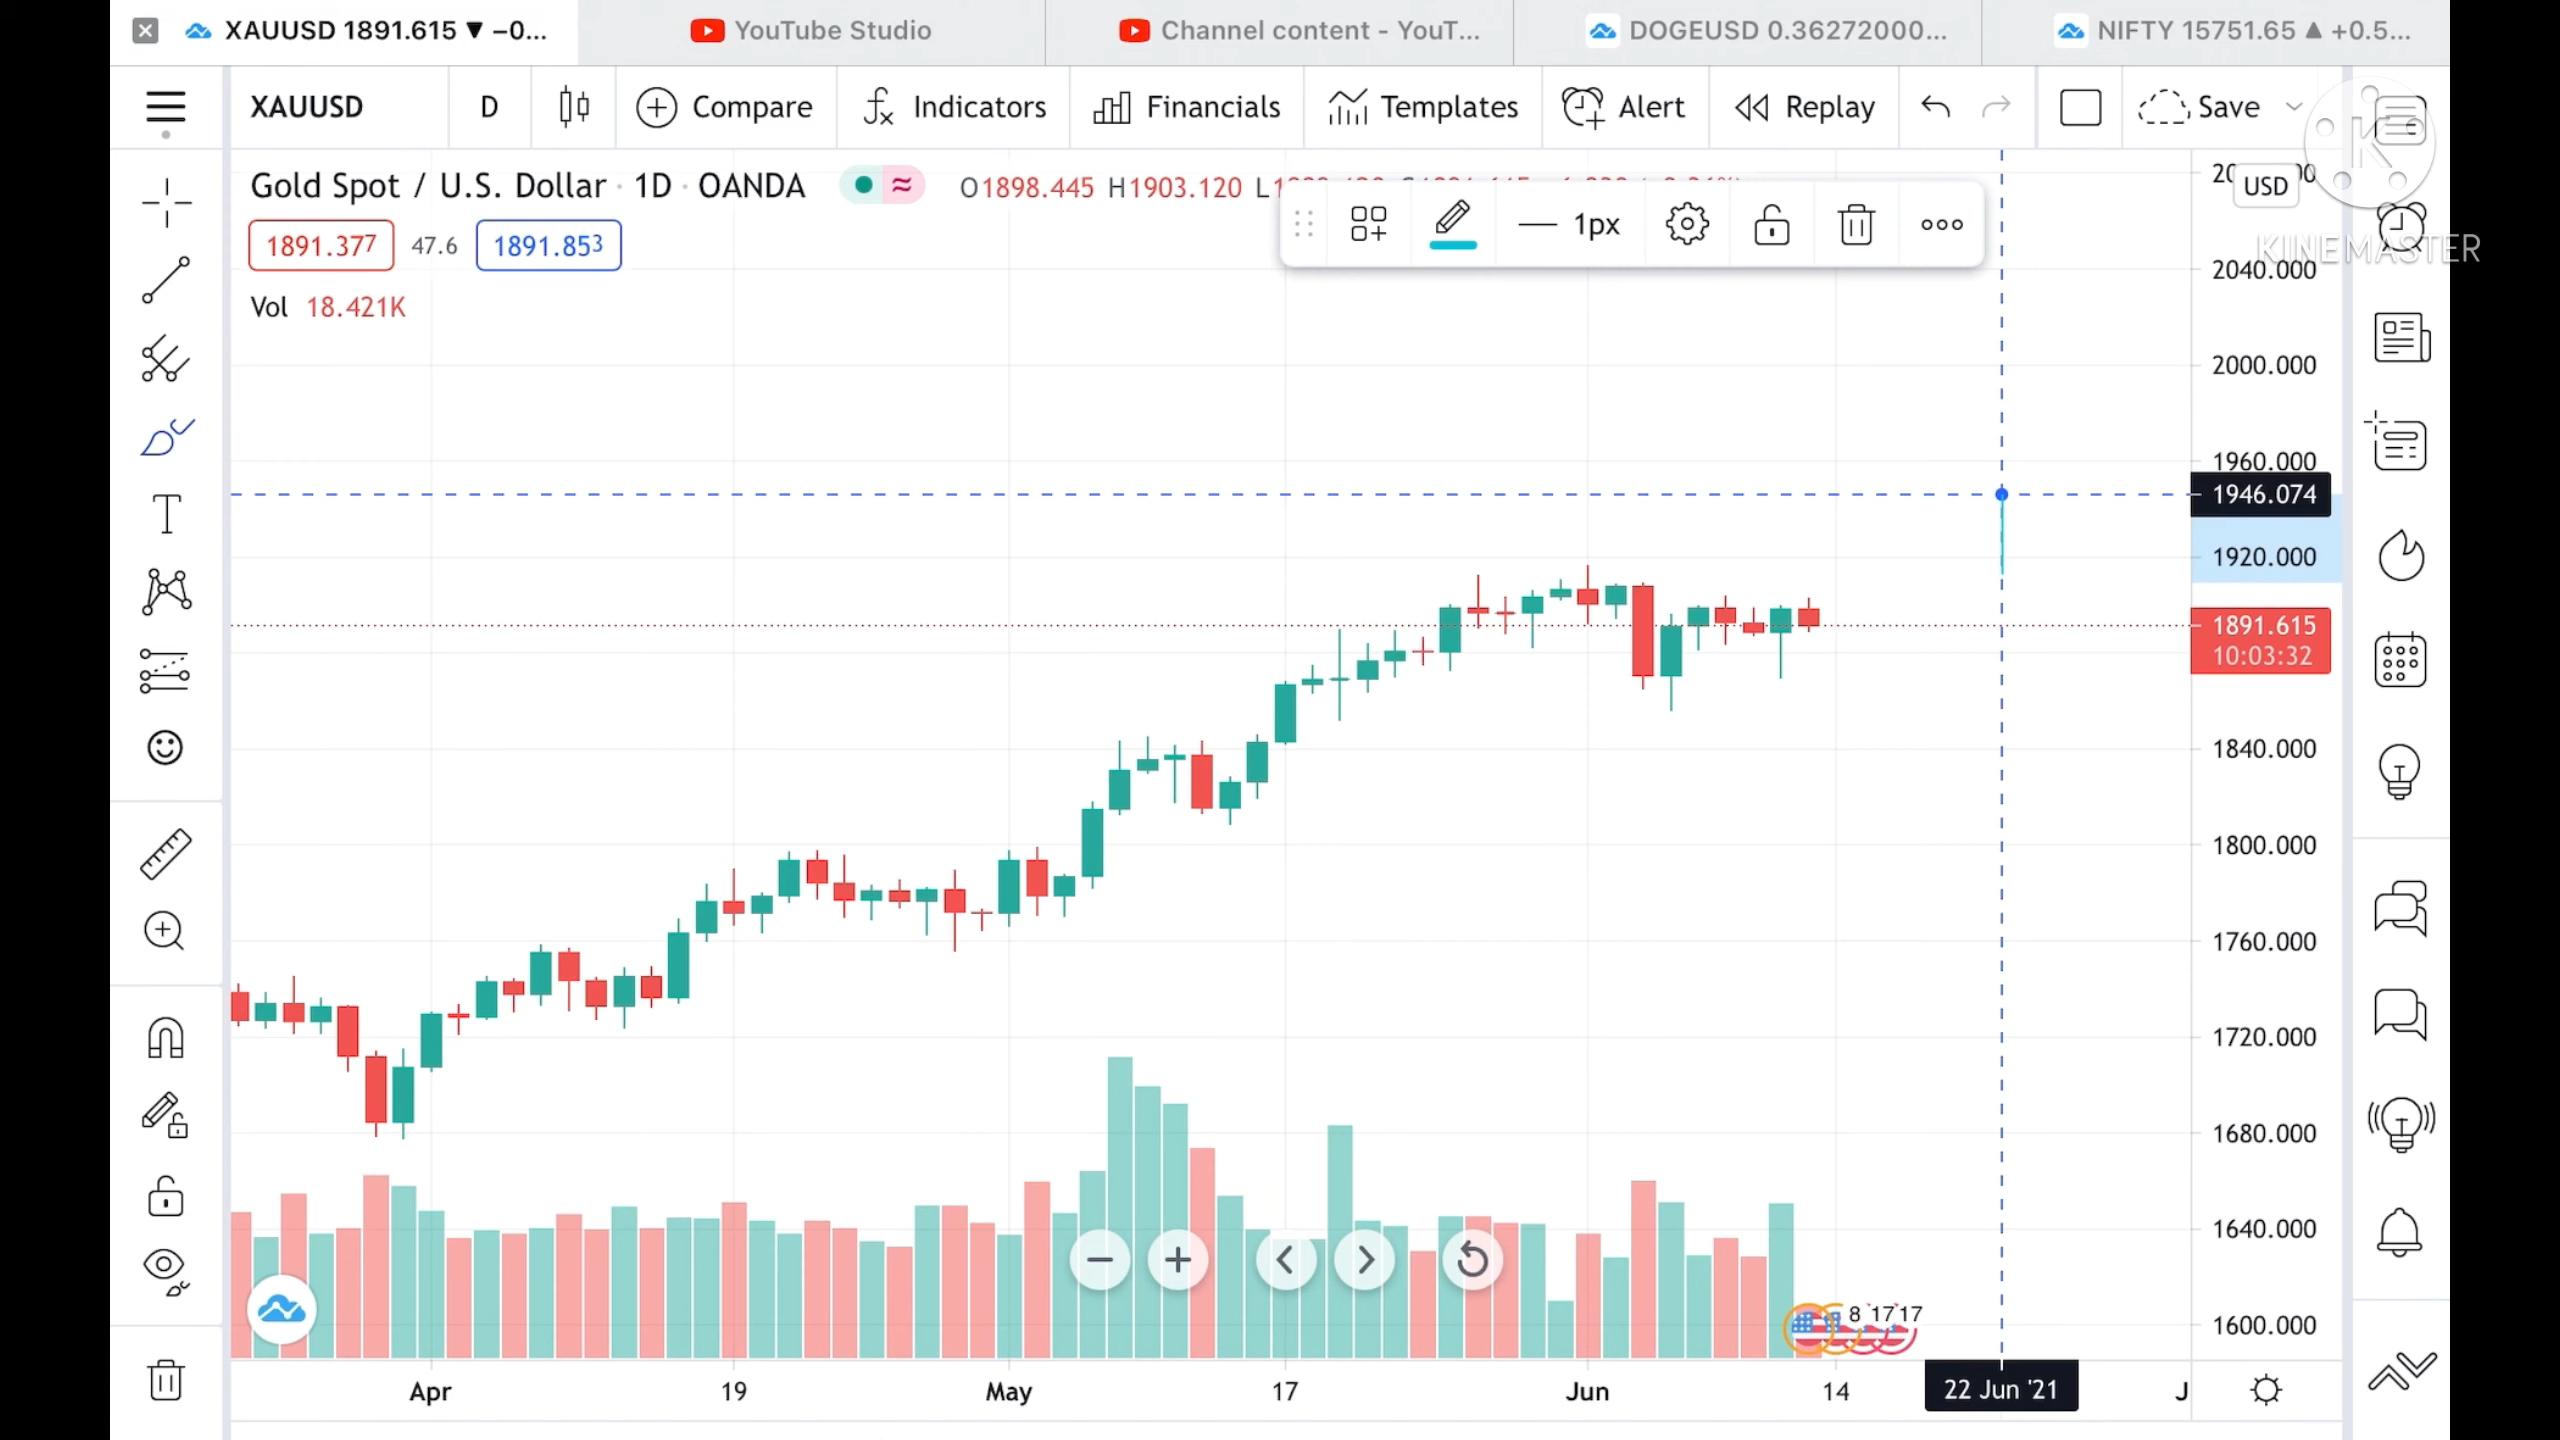 XAUUSD 1891.615 ▼ −0...
YouTube Studio
Channel content - YouT...
DOGEUSD 0.36272000...
NIFTY 15751.65 ▲ +0.5...
XAUUSD
D
Compare
Indicators
Financials
Templates
Alert
Replay
Save
Gold Spot / U.S. Dollar · 1D · OANDA
O1898.445 H1903.120
USD
1891.377
47.6
1891.853
1px
KINEMASTER
Vol 18.421K
2040.000
2000.000
1960.000
1946.074
1920.000
1891.615
10:03:32
1840.000
1800.000
1760.000
1720.000
1680.000
1640.000
1600.000
8 17 17
Apr 19 May 17 Jun 14 22 Jun '21